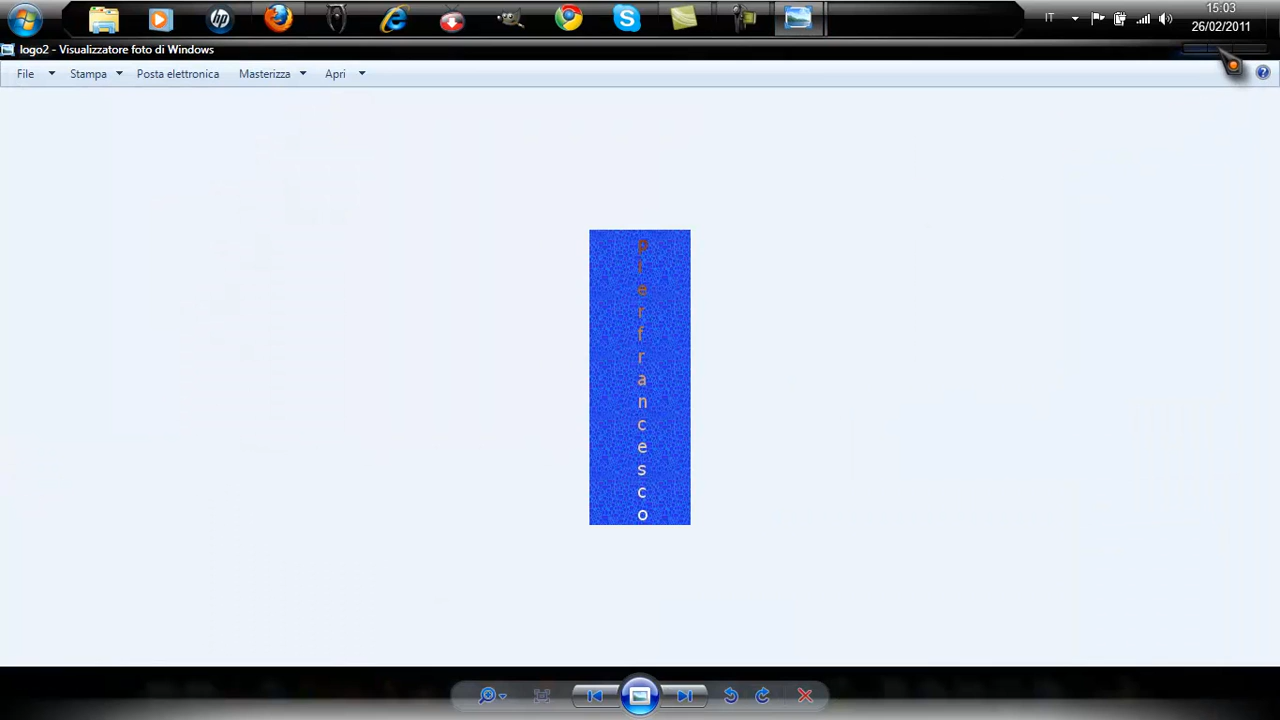 IT
15:03
26/02/2011
logo2 - Visualizzatore foto di Windows
File Stampa Posta elettronica Masterizza Apri
p
i
e
r
f
r
a
n
c
e
s
c
o